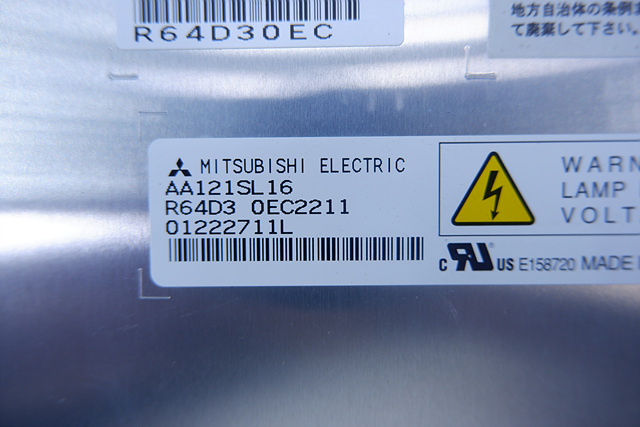 R64D30EC
地方自治体の条例
て廃棄して下さい。
MITSUBISHI ELECTRIC
AA121SL16
R64D3 0EC2211
01222711L
WARN
LAMP
VOLT
c RU US E158720 MADE